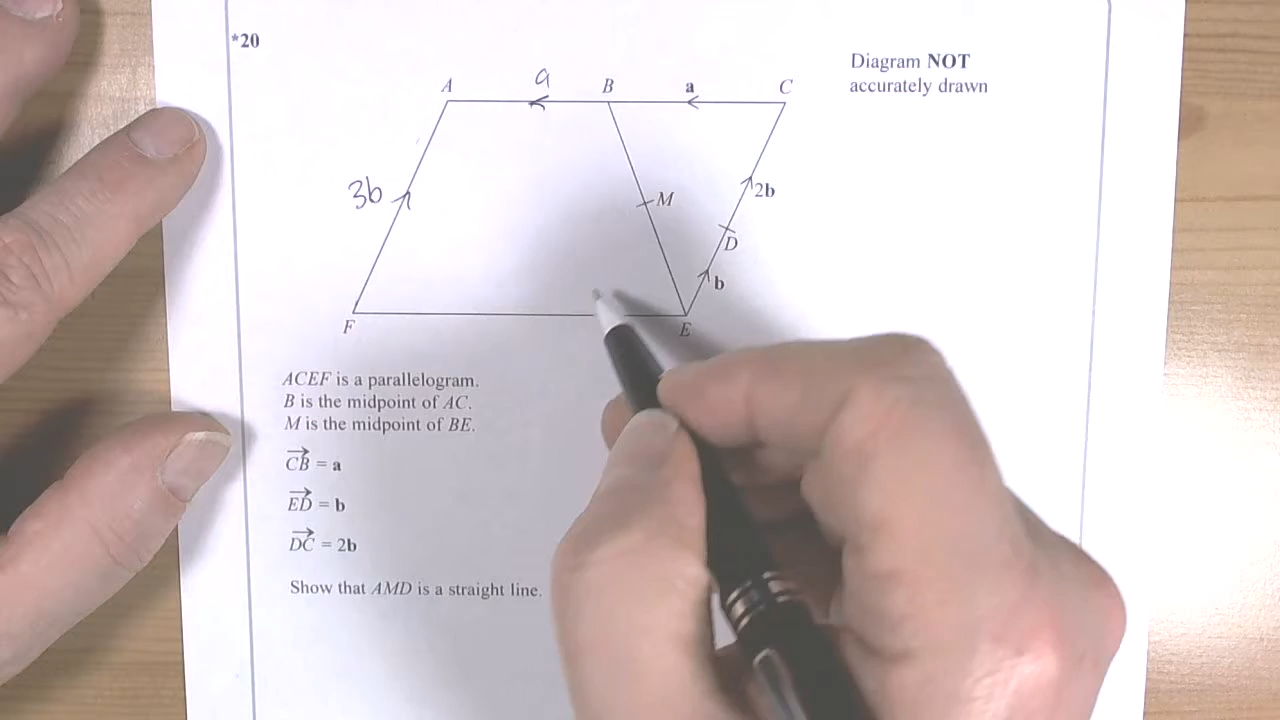 *20
Diagram NOT
accurately drawn
A a B a C
3b M 2b
D
b
F E
ACEF is a parallelogram.
B is the midpoint of AC.
M is the midpoint of BE.
CB = a
ED = b
DC = 2b
Show that AMD is a straight line.